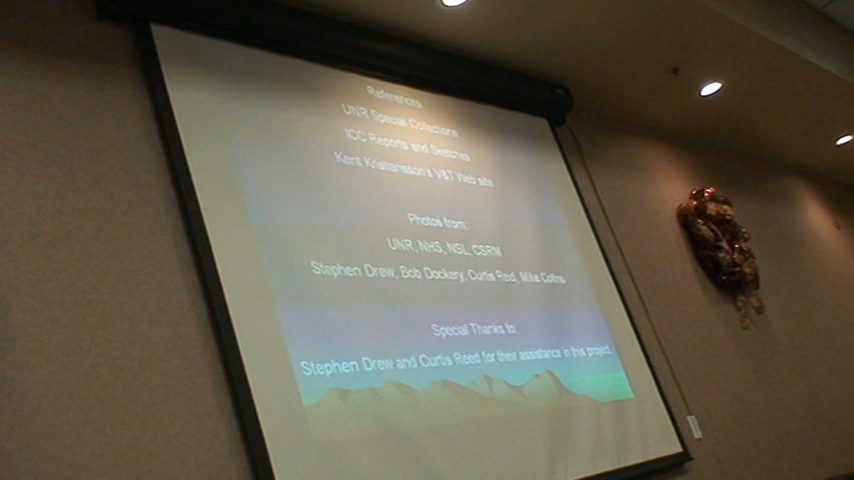 References
UNR Special Collections
ICC Reports and Sketches
Kent Kristiansson's V&T Web site
Photos from:
UNR, NHS, NSL, CSRM
Stephen Drew, Bob Dockery, Curtis Reid, Mike Collins
Special Thanks to:
Stephen Drew and Curtis Reed for their assistance in this project